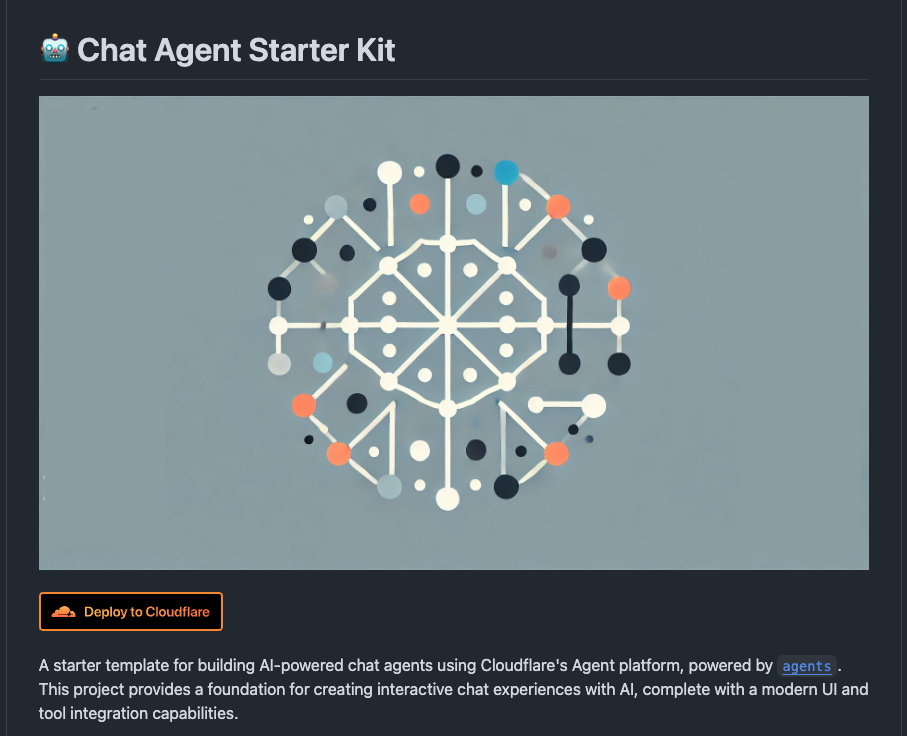 🤖 Chat Agent Starter Kit
Deploy to Cloudflare
A starter template for building AI-powered chat agents using Cloudflare's Agent platform, powered by agents.
This project provides a foundation for creating interactive chat experiences with AI, complete with a modern UI and
tool integration capabilities.